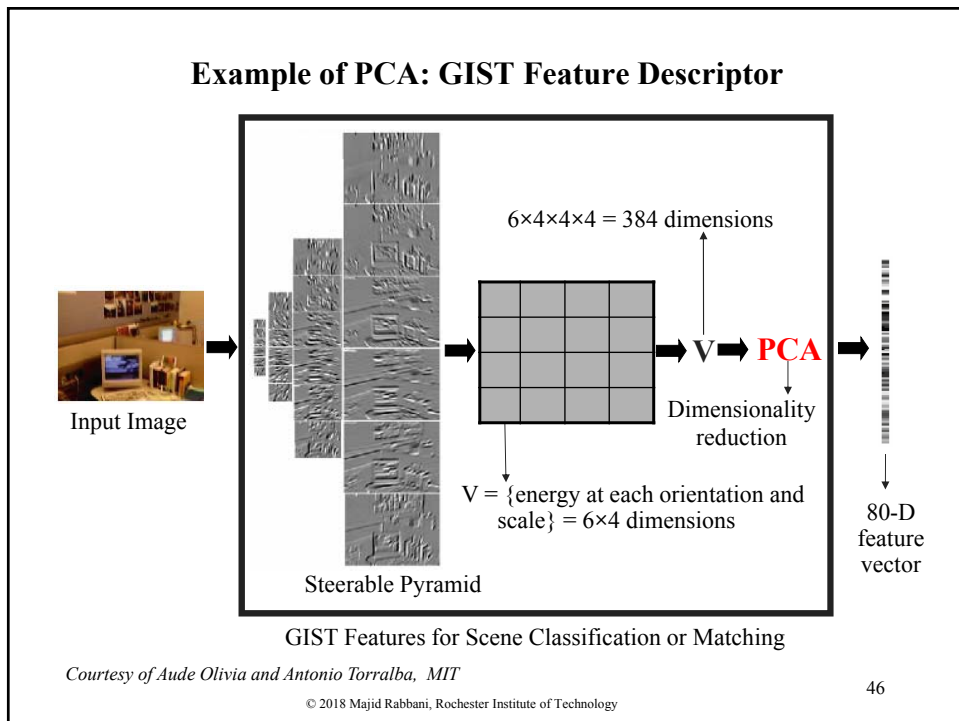 Example of PCA: GIST Feature Descriptor
6×4×4×4 = 384 dimensions
Input Image
V
PCA
Dimensionality
reduction
V = {energy at each orientation and
scale} = 6×4 dimensions
80-D
feature
vector
Steerable Pyramid
GIST Features for Scene Classification or Matching
Courtesy of Aude Olivia and Antonio Torralba, MIT
46
© 2018 Majid Rabbani, Rochester Institute of Technology